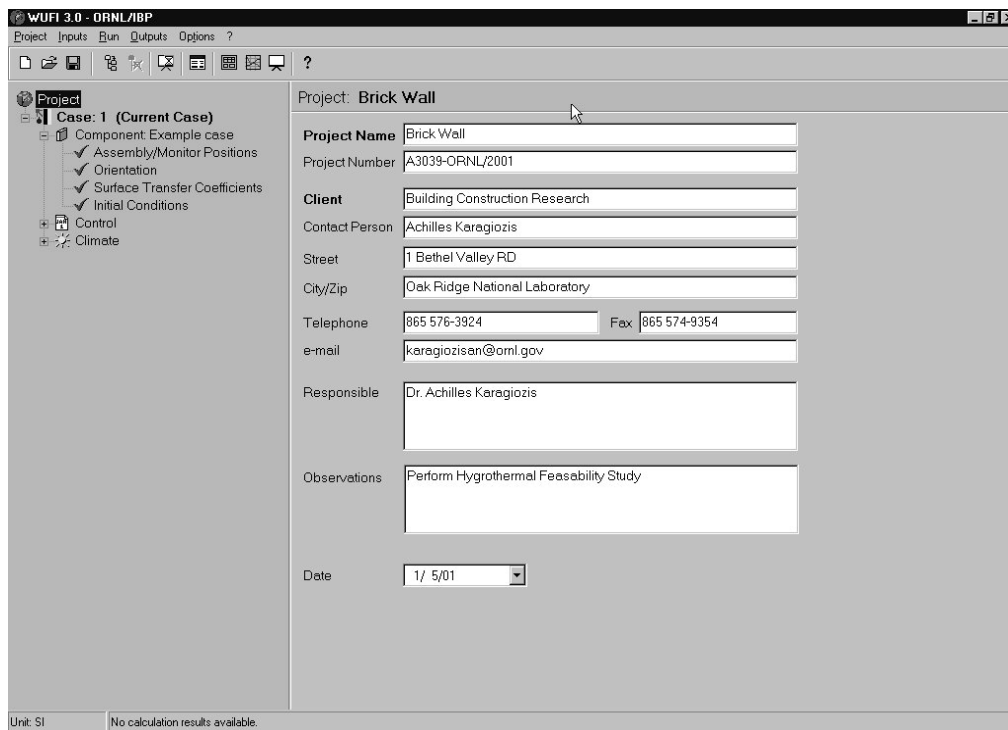 WUFI 3.0 - ORNL/IBP
Project Inputs Run Outputs Options ?
?
Project
Case: 1 (Current Case)
Component: Example case
Assembly/Monitor Positions
Orientation
Surface Transfer Coefficients
Initial Conditions
Control
Climate
Project: Brick Wall
Project Name Brick Wall
Project Number A3039-ORNL/2001
Client Building Construction Research
Contact Person Achilles Karagiozis
Street 1 Bethel Valley RD
City/Zip Oak Ridge National Laboratory
Telephone 865 576-3924 Fax 865 574-9354
e-mail karagiozisan@ornl.gov
Responsible Dr. Achilles Karagiozis
Observations Perform Hygrothermal Feasability Study
Date 1/ 5/01
Unit: SI No calculation results available.